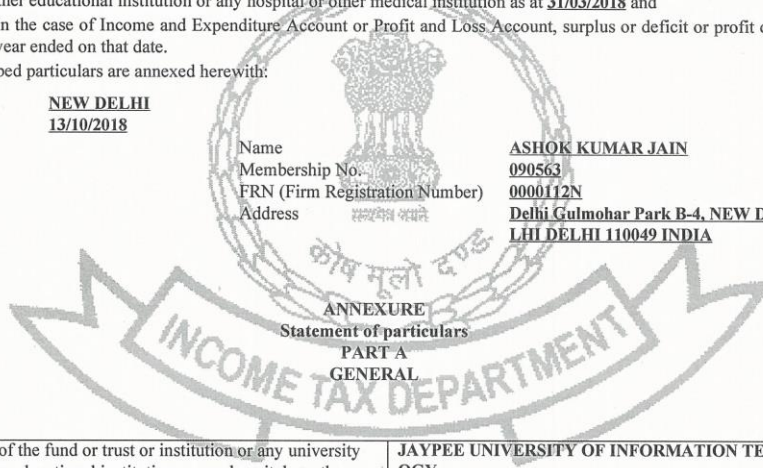 her educational institution or any hospital or other medical institution as at 31/03/2018 and
n the case of Income and Expenditure Account or Profit and Loss Account, surplus or deficit or profit
year ended on that date.
bed particulars are annexed herewith:
NEW DELHI
13/10/2018
Name ASHOK KUMAR JAIN
Membership No. 090563
FRN (Firm Registration Number) 0000112N
Address Delhi Gulmohar Park B-4, NEW D
LHI DELHI 110049 INDIA
सत्यमेव जयते
कोष मूलो दण्डः
ANNEXURE
Statement of particulars
PART A
GENERAL
INCOME TAX DEPARTMENT
of the fund or trust or institution or any university JAYPEE UNIVERSITY OF INFORMATION TE
OGY